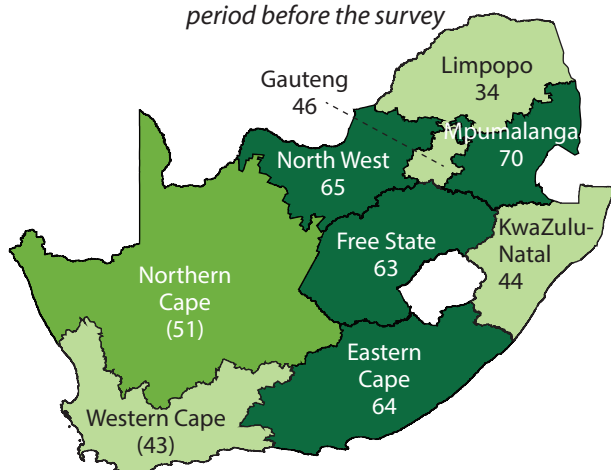 period before the survey
Limpopo
34
Gauteng
46
Mpumalanga
70
North West
65
KwaZulu-
Natal
44
Free State
63
Northern
Cape
(51)
Eastern
Cape
64
Western Cape
(43)